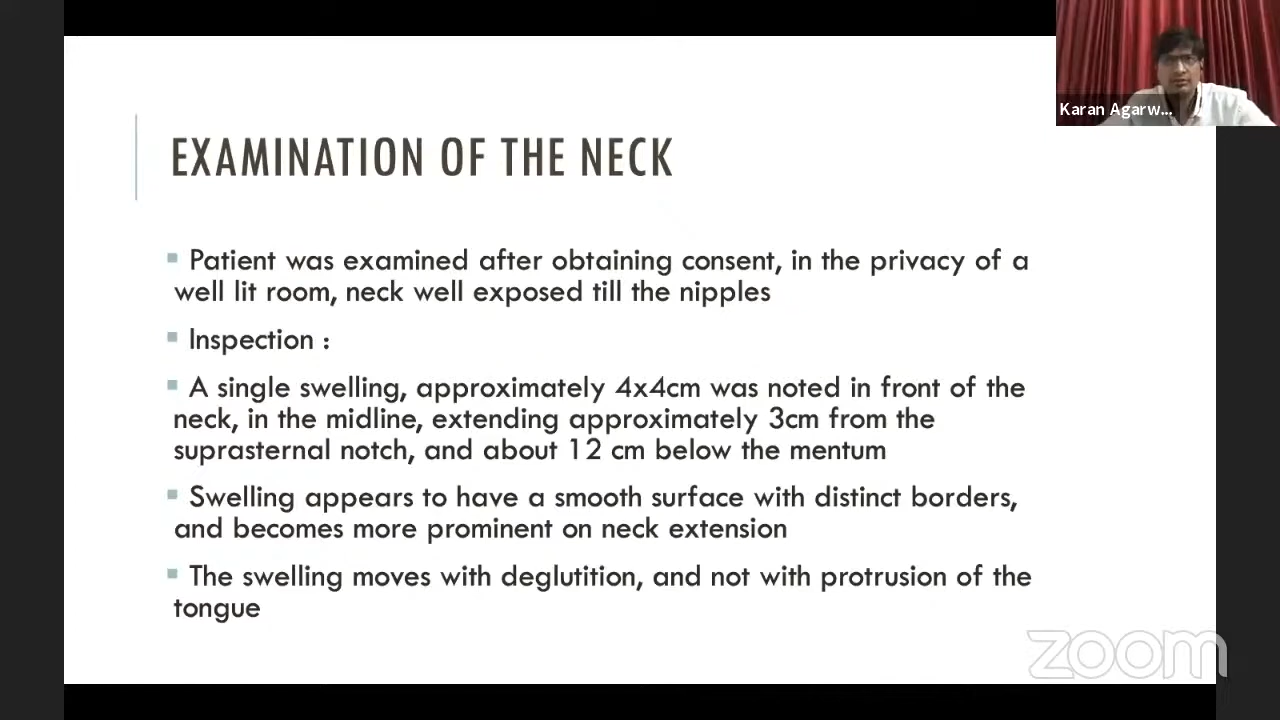 Karan Agarw...
EXAMINATION OF THE NECK
Patient was examined after obtaining consent, in the privacy of a
well lit room, neck well exposed till the nipples
Inspection :
A single swelling, approximately 4x4cm was noted in front of the
neck, in the midline, extending approximately 3cm from the
suprasternal notch, and about 12 cm below the mentum
Swelling appears to have a smooth surface with distinct borders,
and becomes more prominent on neck extension
The swelling moves with deglutition, and not with protrusion of the
tongue
zoom